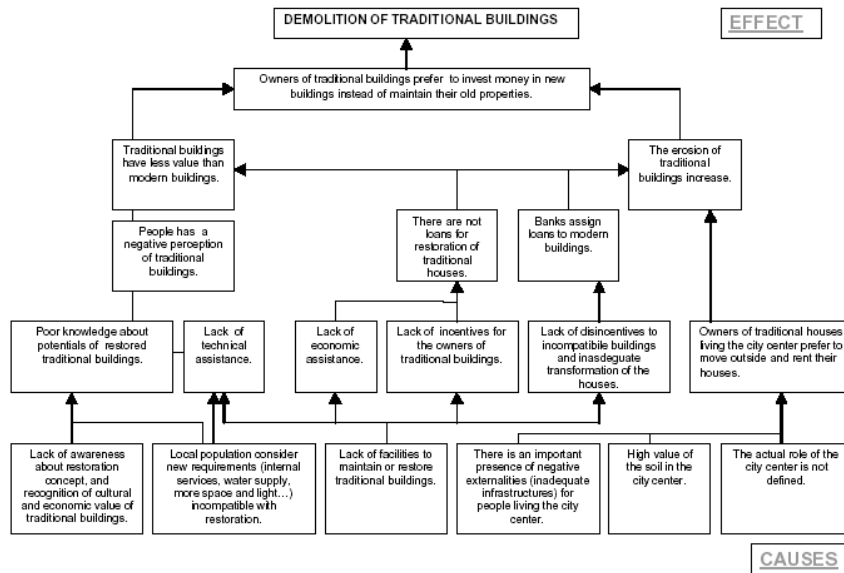 DEMOLITION OF TRADITIONAL BUILDINGS
EFFECT
Owners of traditional buildings prefer to invest money in new
buildings instead of maintain their old properties.
Traditional buildings
have less value than
modern buildings.
The erosion of
traditional
buildings increase.
People has a
negative perception
of traditional
buildings.
There are not
loans for
restoration of
traditional
houses.
Banks assign
loans to modern
buildings.
Poor knowledge about
potentials of restored
traditional buildings.
Lack of
technical
assistance.
Lack of
economic
assistance.
Lack of incentives for
the owners of
traditional buildings.
Lack of disincentives to
incompatibile buildings
and inasdeguate
transformation of the
houses.
Owners of traditional houses
living the city center prefer to
move outside and rent their
houses.
Lack of awareness
about restoration
concept, and
recognition of cultural
and economic value of
traditional buildings.
Local population consider
new requirements (internal
services, water supply,
more space and light...)
incompatible with
restoration.
Lack of facilities to
maintain or restore
traditional buildings.
There is an important
presence of negative
externalities (inadequate
infrastructures) for
people living the city
center.
High value of
the soil in the
city center.
The actual role of the
city center is not
defined.
CAUSES